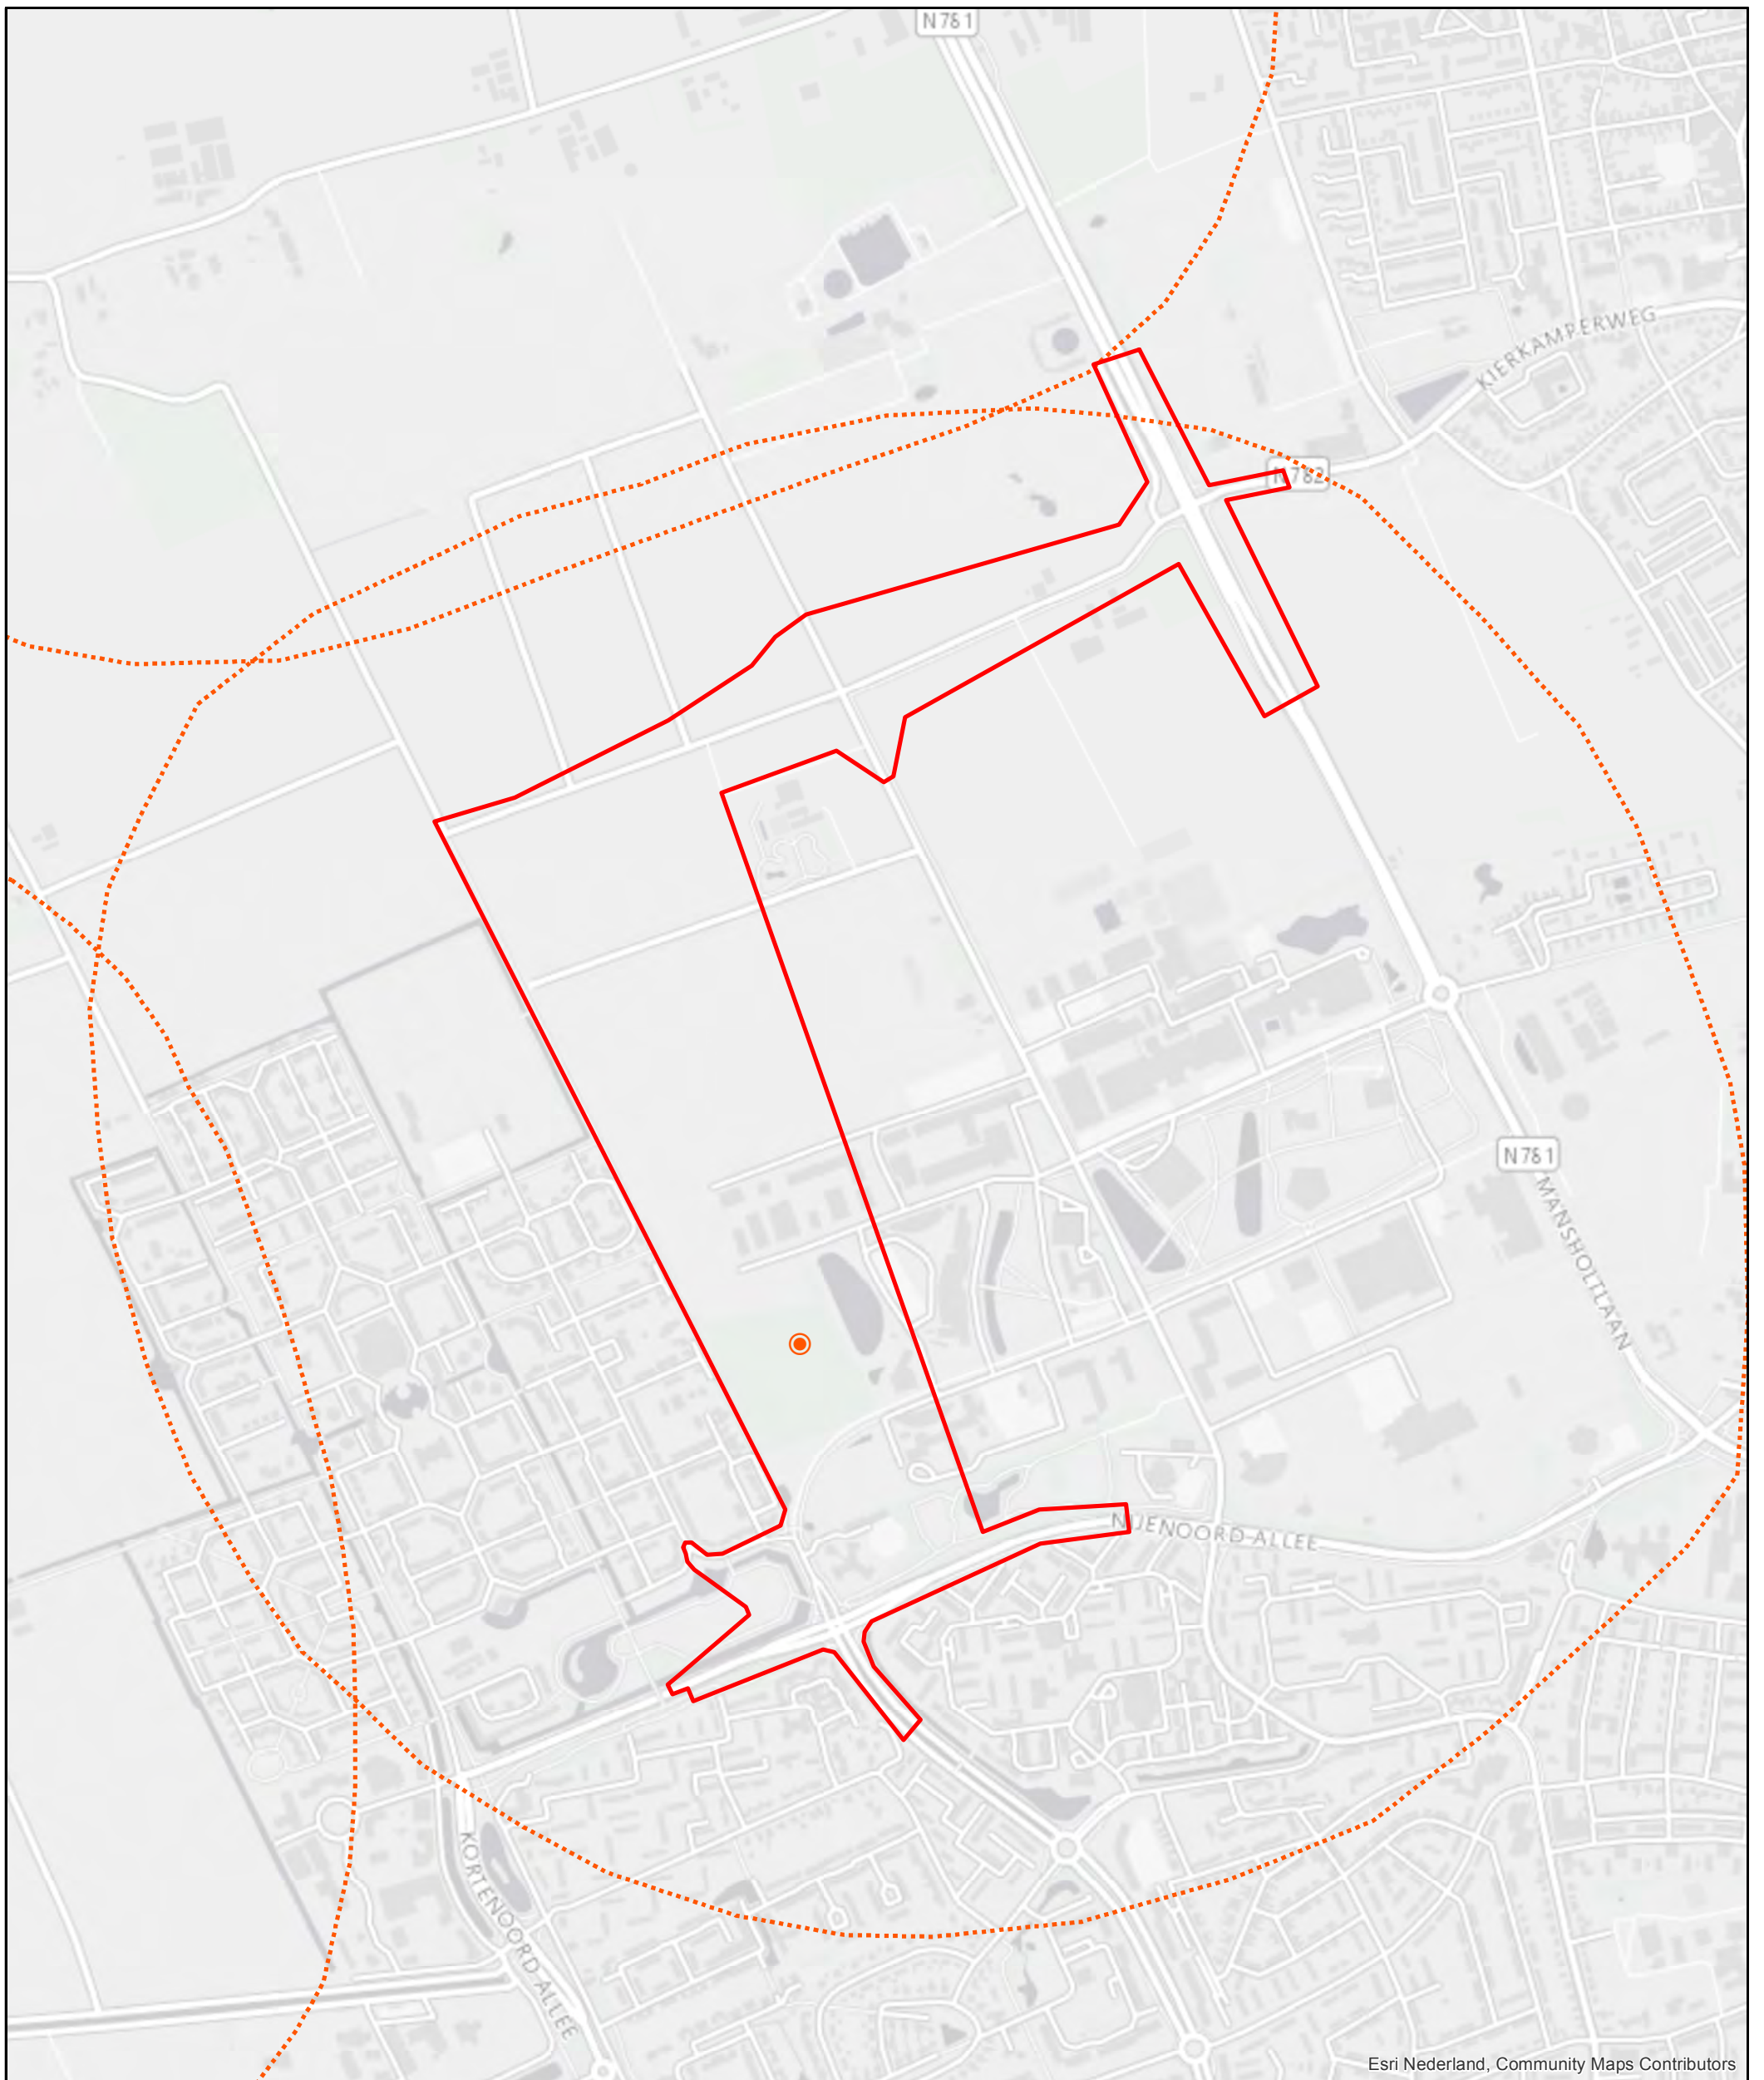 N781
KIERKAMPERWEG
N782
N781
MANSHOLTLAAN
NIJENOORD ALLEE
KORTENOORD ALLEE
Esri Nederland, Community Maps Contributors